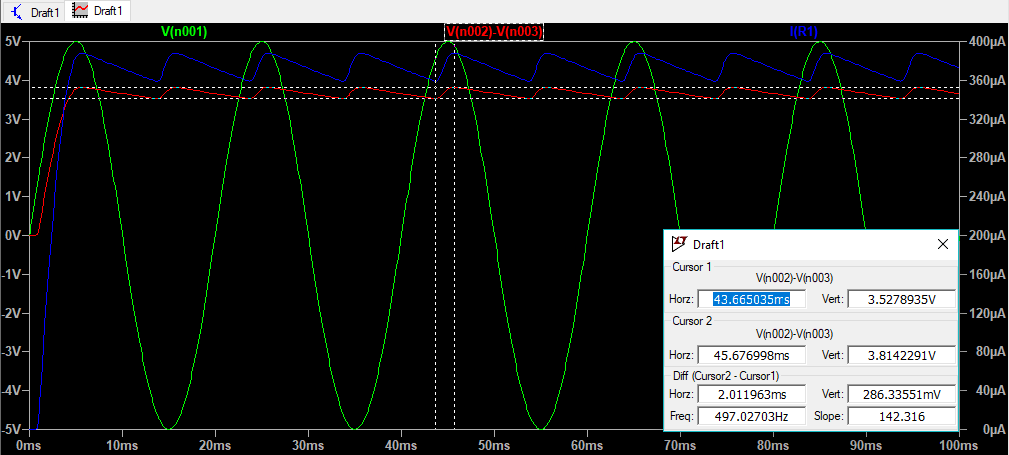 Draft1 Draft1
V(n001) V(n002)-V(n003) I(R1)
5V 400µA
4V 360µA
3V 320µA
2V 280µA
1V 240µA
0V 200µA
-1V 160µA
-2V 120µA
-3V 80µA
-4V 40µA
-5V 0µA
0ms 10ms 20ms 30ms 40ms 50ms 60ms 70ms 80ms 90ms 100ms
Draft1
Cursor 1
V(n002)-V(n003)
Horz: 43.665035ms Vert: 3.5278935V
Cursor 2
V(n002)-V(n003)
Horz: 45.676998ms Vert: 3.8142291V
Diff (Cursor2 - Cursor1)
Horz: 2.011963ms Vert: 286.33551mV
Freq: 497.02703Hz Slope: 142.316